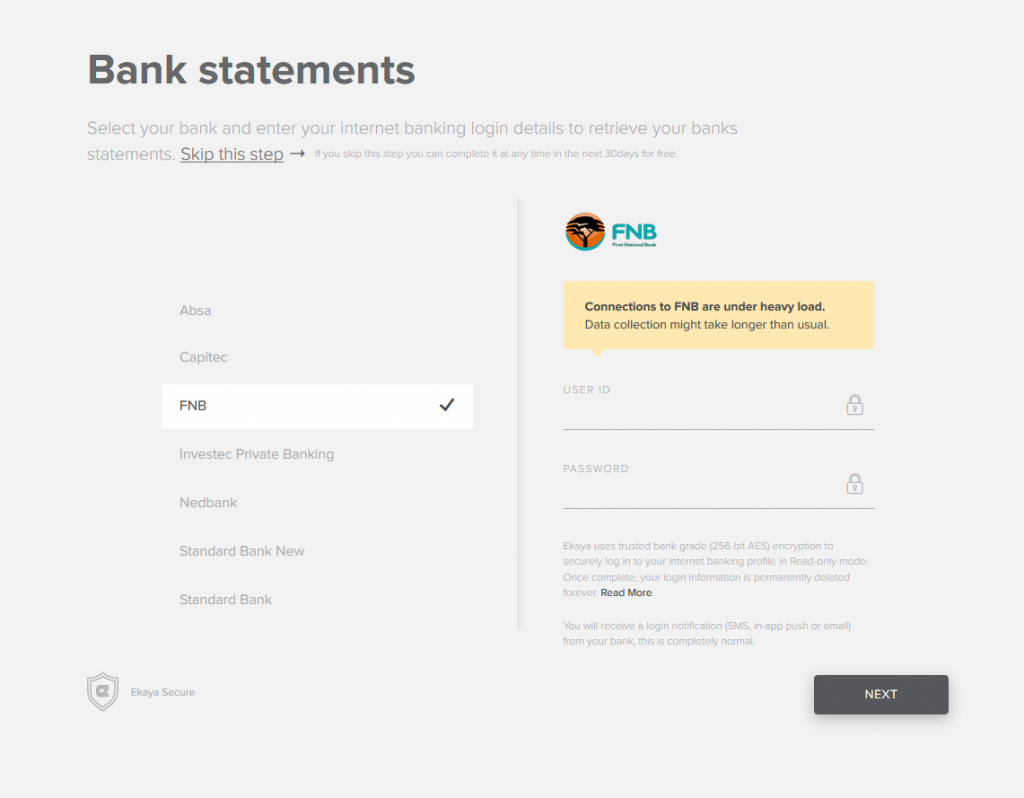 Bank statements
Select your bank and enter your internet banking login details to retrieve your banks
statements. Skip this step → If you skip this step you can complete it at any time in the next 30days for free.
Absa
Capitec
FNB
Investec Private Banking
Nedbank
Standard Bank New
Standard Bank
FNB
First National Bank
Connections to FNB are under heavy load.
Data collection might take longer than usual.
USER ID
PASSWORD
Ekaya uses trusted bank grade (256 bit AES) encryption to
securely log in to your internet banking profile in Read-only mode.
Once complete, your login information is permanently deleted
forever. Read More.
You will receive a login notification (SMS, in-app push or email)
from your bank, this is completely normal.
Ekaya Secure
NEXT